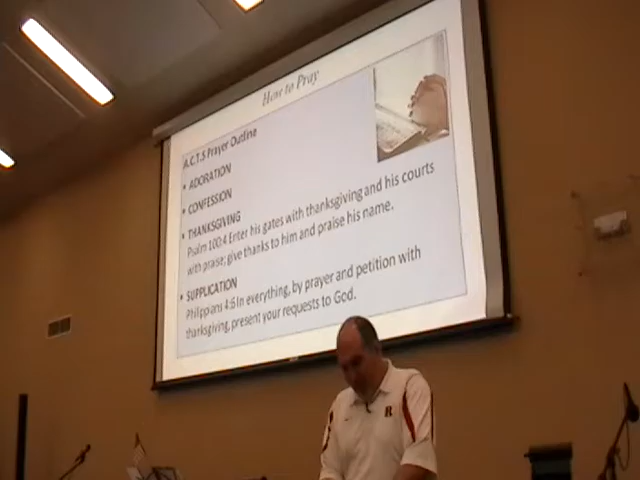 How to Pray
A.C.T.S Prayer Outline
• ADORATION
• CONFESSION
• THANKSGIVING
Psalm 100:4 Enter his gates with thanksgiving and his courts
with praise; give thanks to him and praise his name.
• SUPPLICATION
Philippians 4:6 In everything, by prayer and petition with
thanksgiving, present your requests to God.
R